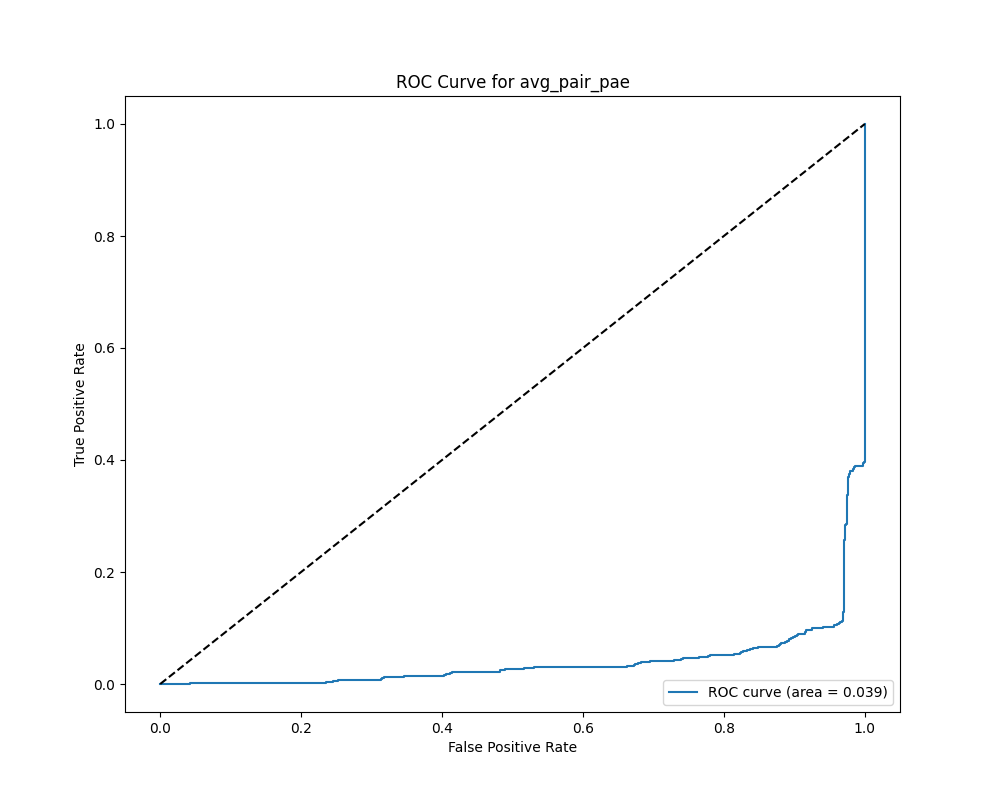 ROC Curve for avg_pair_pae
True Positive Rate
1.0
0.8
0.6
0.4
0.2
0.0
ROC curve (area = 0.039)
0.0 0.2 0.4 0.6 0.8 1.0
False Positive Rate